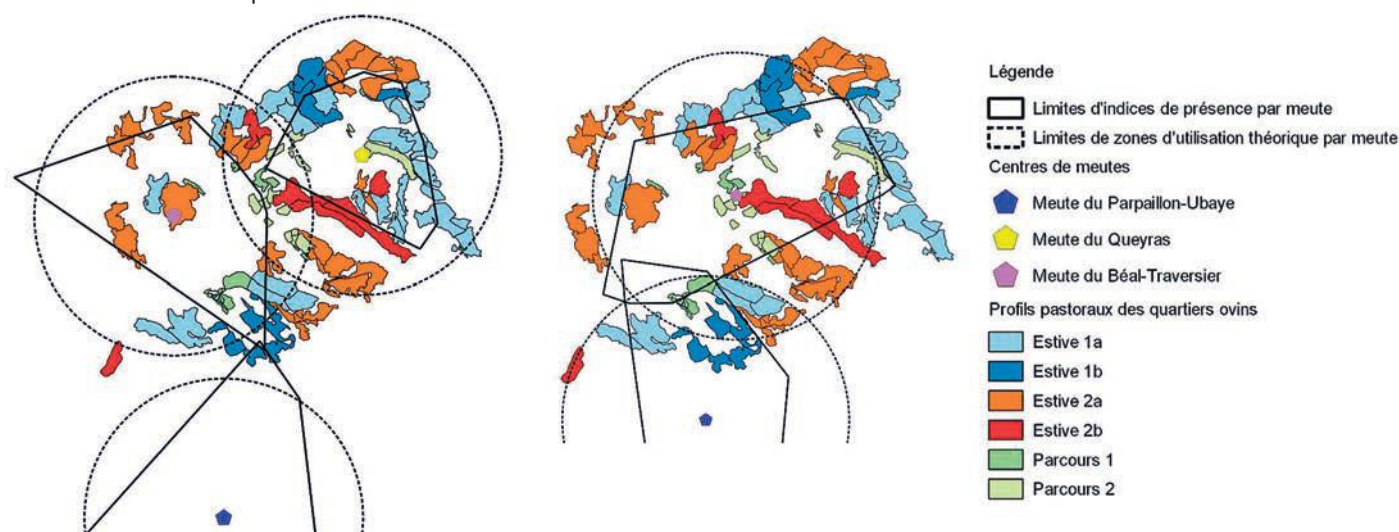 Légende
Limites d'indices de présence par meute
Limites de zones d'utilisation théorique par meute
Centres de meutes
Meute du Parpaillon-Ubaye
Meute du Queyras
Meute du Béal-Traversier
Profils pastoraux des quartiers ovins
Estive 1a
Estive 1b
Estive 2a
Estive 2b
Parcours 1
Parcours 2